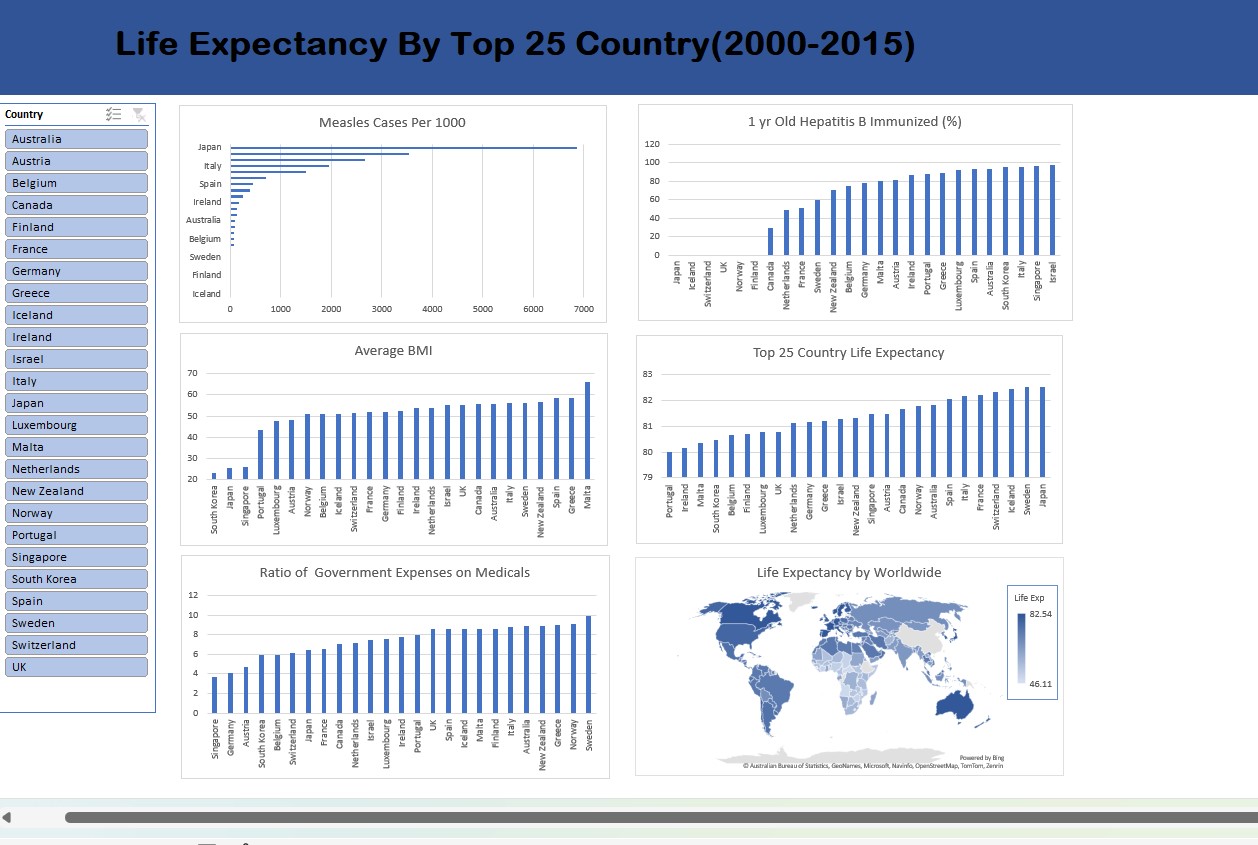 Life Expectancy By Top 25 Country(2000-2015)
Country
Australia
Austria
Belgium
Canada
Finland
France
Germany
Greece
Iceland
Ireland
Israel
Italy
Japan
Luxembourg
Malta
Netherlands
New Zealand
Norway
Portugal
Singapore
South Korea
Spain
Sweden
Switzerland
UK
Measles Cases Per 1000
Japan
Italy
Spain
Ireland
Australia
Belgium
Sweden
Finland
Iceland
0 1000 2000 3000 4000 5000 6000 7000
1 yr Old Hepatitis B Immunized (%)
120
100
80
60
40
20
0
Japan
Iceland
Switzerland
UK
Norway
Finland
Canada
Netherlands
France
Sweden
New Zealand
Belgium
Germany
Malta
Austria
Ireland
Portugal
Greece
Luxembourg
Spain
Australia
South Korea
Italy
Singapore
Israel
Average BMI
70
60
50
40
30
20
South Korea
Japan
Singapore
Portugal
Luxembourg
Austria
Norway
Belgium
Iceland
Switzerland
France
Germany
Finland
Ireland
Netherlands
Israel
UK
Canada
Australia
Italy
Sweden
New Zealand
Spain
Greece
Malta
Top 25 Country Life Expectancy
83
82
81
80
79
Portugal
Ireland
Malta
South Korea
Belgium
Finland
Luxembourg
UK
Netherlands
Germany
Greece
Israel
New Zealand
Singapore
Austria
Canada
Norway
Australia
Spain
Italy
France
Switzerland
Iceland
Sweden
Japan
Ratio of Government Expenses on Medicals
12
10
8
6
4
2
0
Singapore
Germany
Austria
South Korea
Belgium
Switzerland
Japan
France
Canada
Netherlands
Israel
Luxembourg
Ireland
Portugal
UK
Spain
Iceland
Malta
Finland
Italy
Australia
New Zealand
Greece
Norway
Sweden
Life Expectancy by Worldwide
Life Exp
82.54
46.11
Powered by Bing
© Australian Bureau of Statistics, GeoNames, Microsoft, Navinfo, OpenStreetMap, TomTom, Zenrin